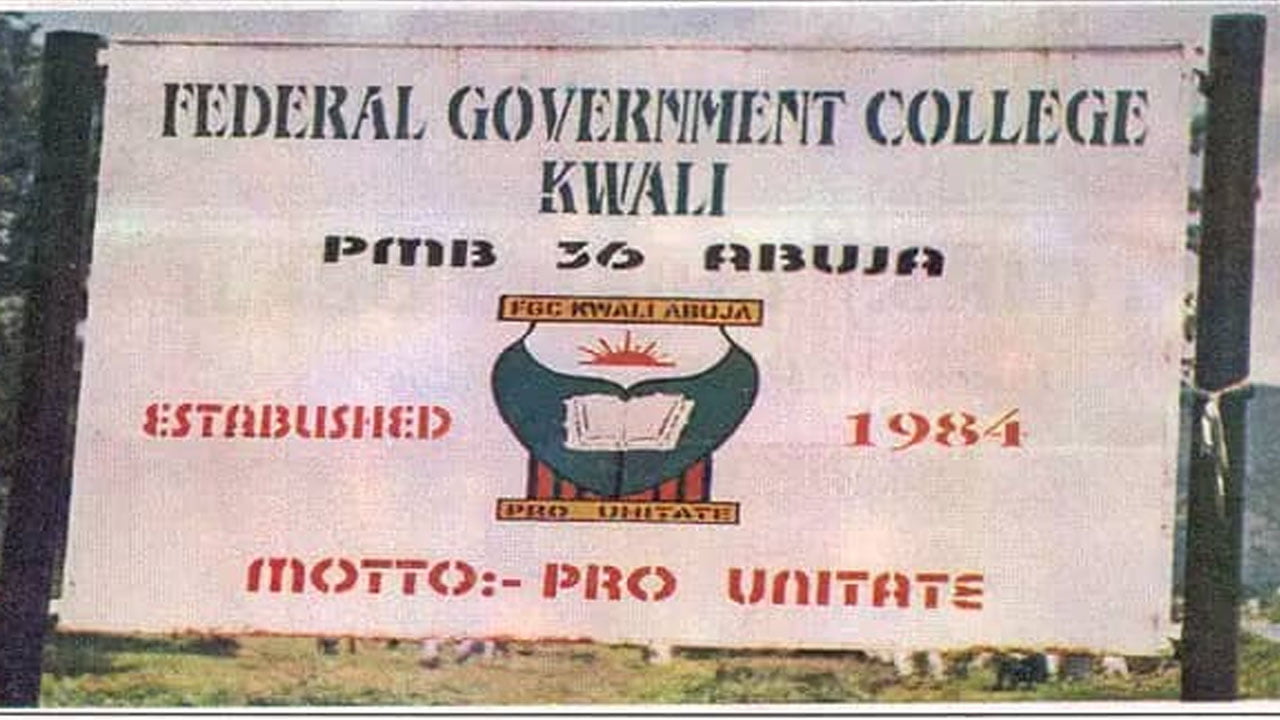 FEDERAL GOVERNMENT COLLEGE
KWALI
PMB 36 ABUJA
FGC KWALI ABUJA
ESTABLISHED 1984
PRO UNITATE
MOTTO:- PRO UNITATE